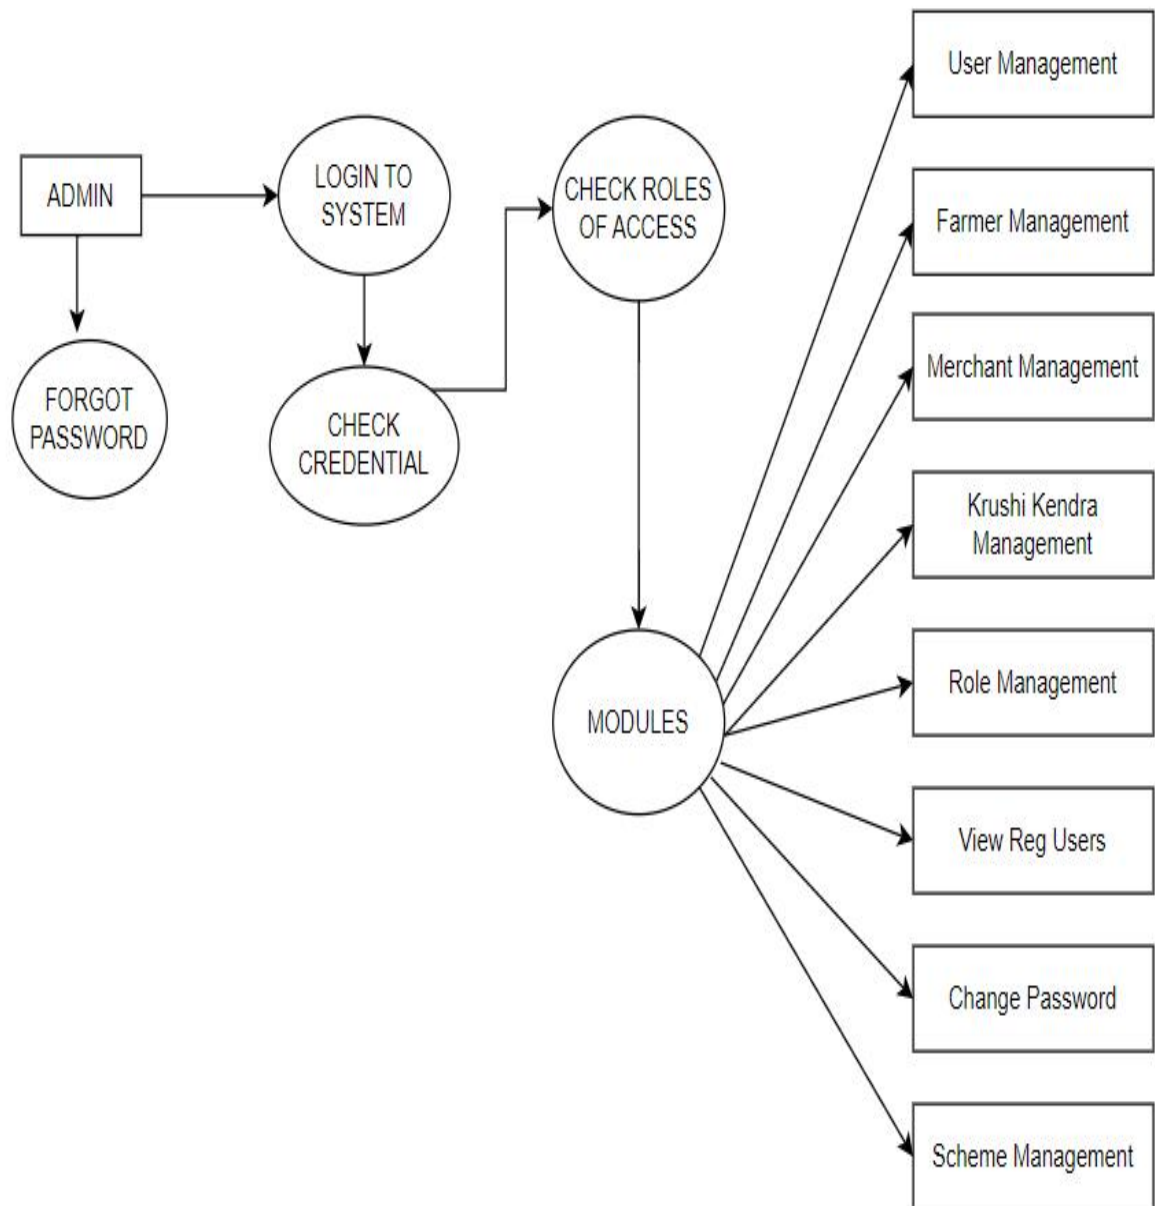 ADMIN
LOGIN TO
SYSTEM
CHECK ROLES
OF ACCESS
FORGOT
PASSWORD
CHECK
CREDENTIAL
MODULES
User Management
Farmer Management
Merchant Management
Krushi Kendra
Management
Role Management
View Reg Users
Change Password
Scheme Management